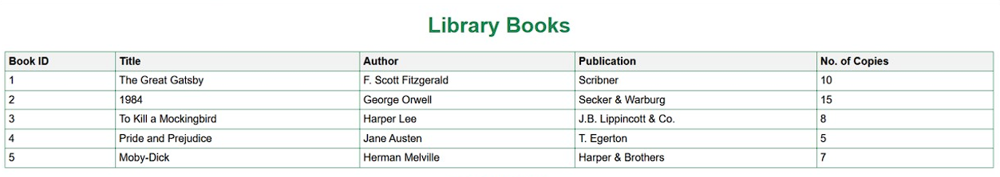 Library Books
Book ID Title Author Publication No. of Copies
1 The Great Gatsby F. Scott Fitzgerald Scribner 10
2 1984 George Orwell Secker & Warburg 15
3 To Kill a Mockingbird Harper Lee J.B. Lippincott & Co. 8
4 Pride and Prejudice Jane Austen T. Egerton 5
5 Moby-Dick Herman Melville Harper & Brothers 7